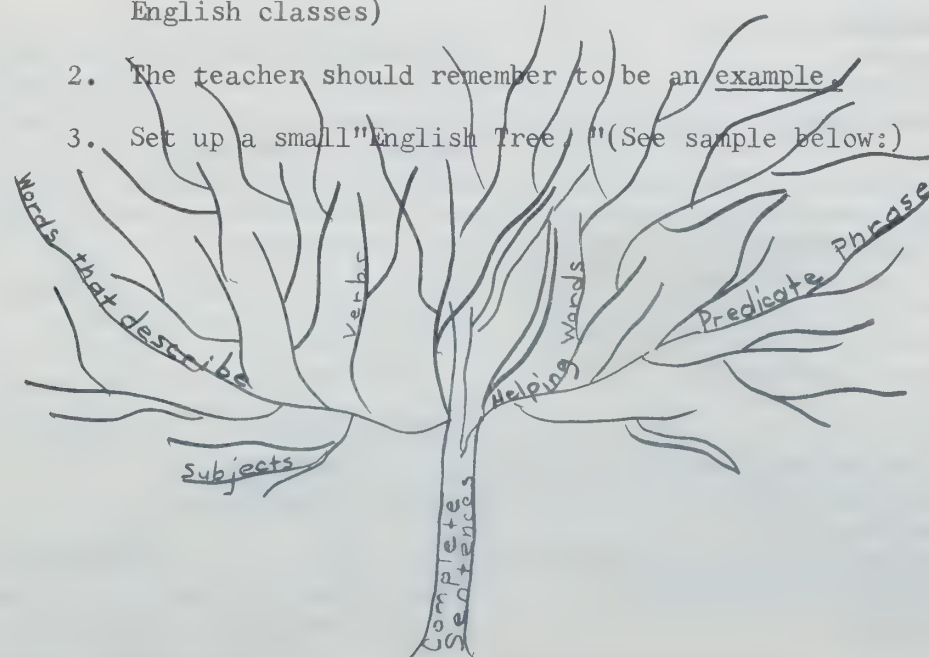 English classes)
2. The teacher should remember to be an example.
3. Set up a small "English Tree." (See sample below:)
Words that describe
Verbs
Helping Words
Predicate Phrase
Subjects
Complete
Sentences